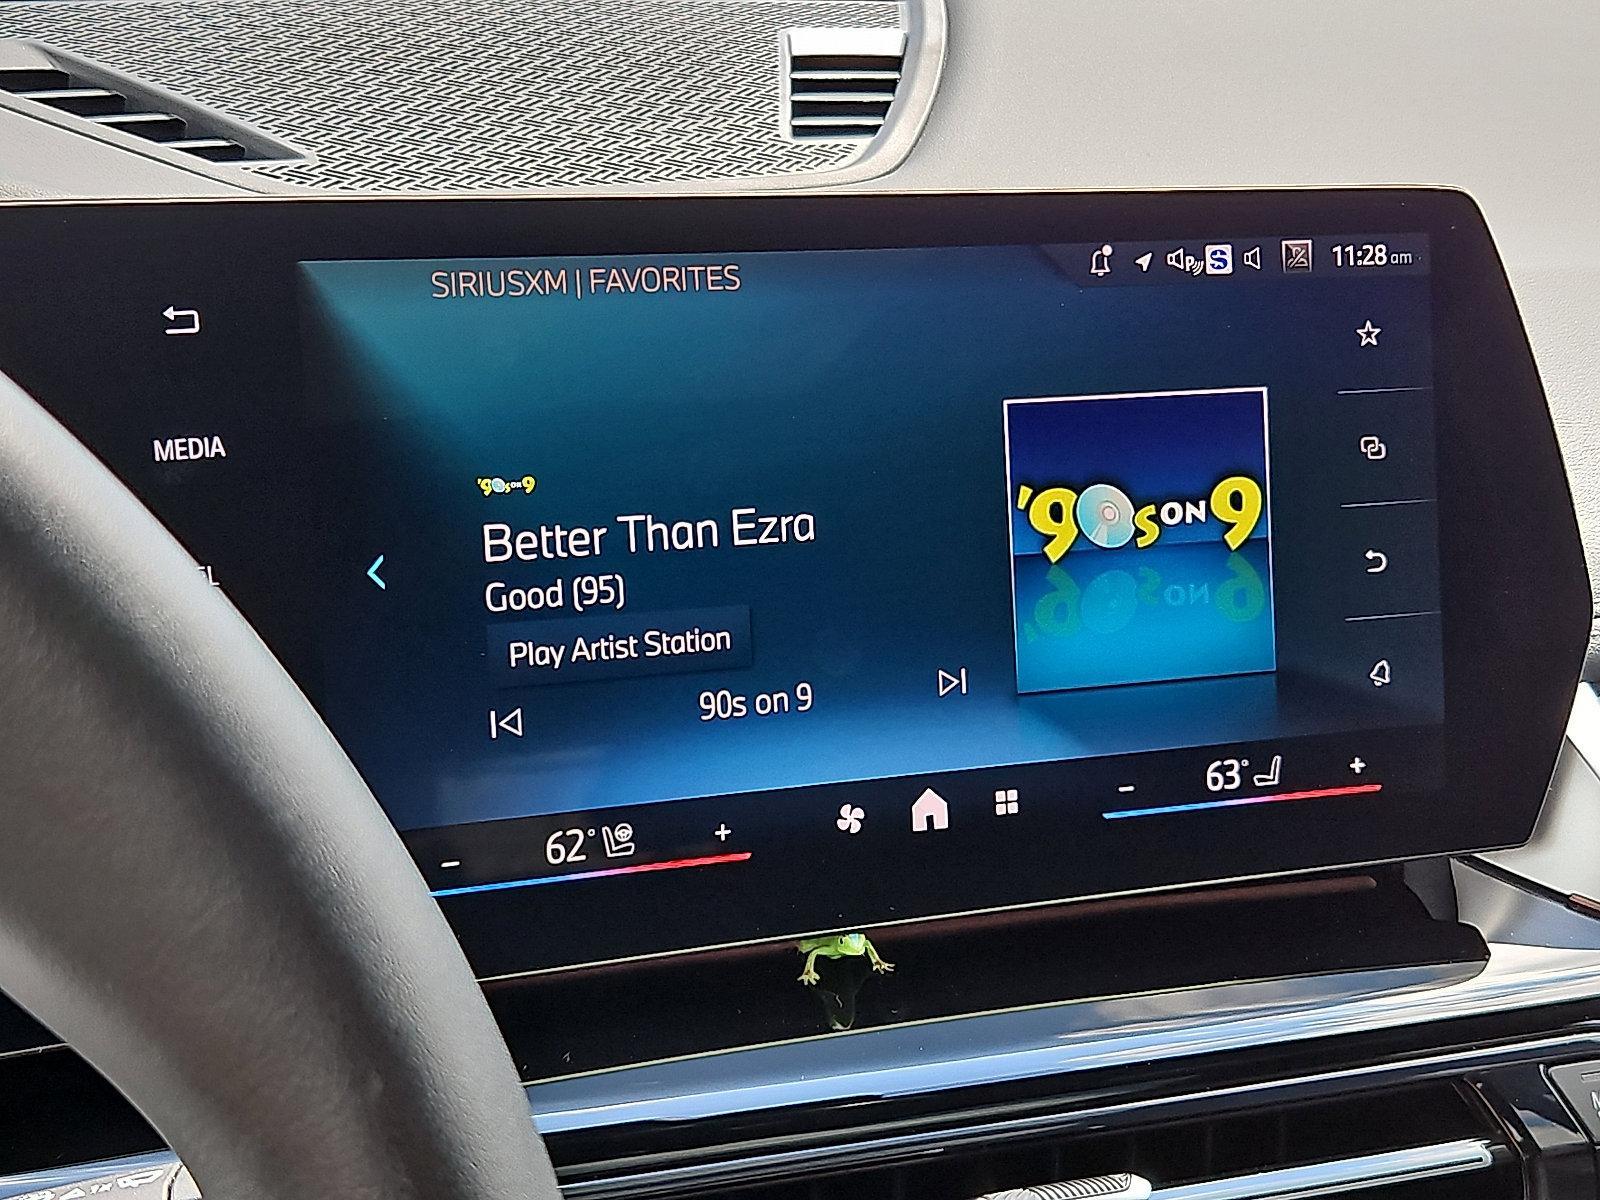 SIRIUSXM | FAVORITES
11:28 am
MEDIA
'90s ON 9
Better Than Ezra
Good (95)
Play Artist Station
90s on 9
'90s ON 9
62°
63°